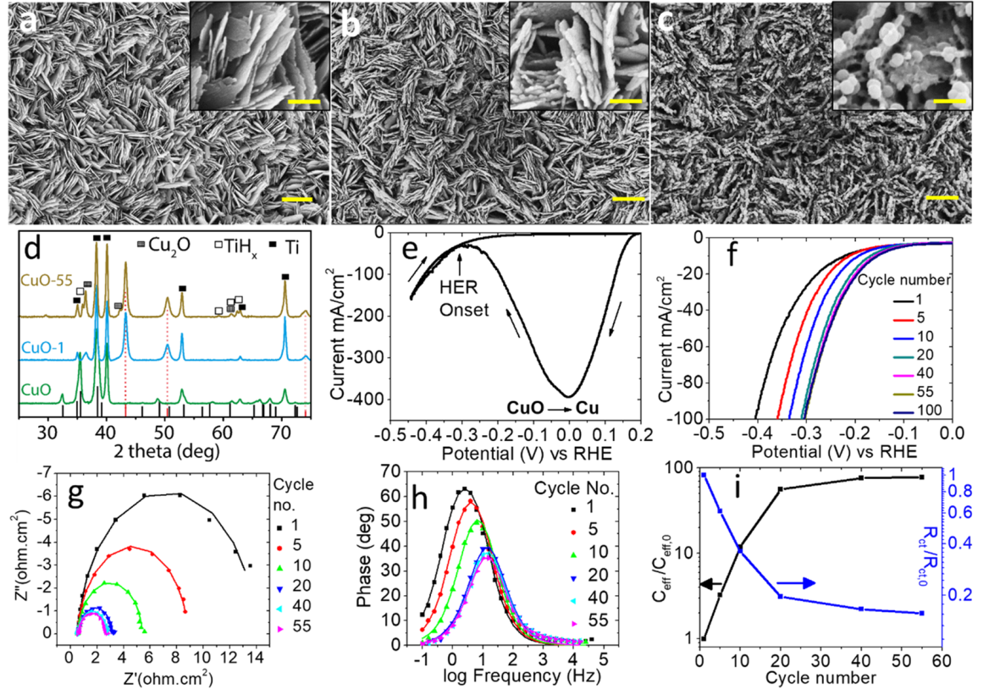 a
b
c
d
Cu2O
TiHx
Ti
CuO-55
CuO-1
CuO
30 40 50 60 70
2 theta (deg)
e
0
-100
-200
-300
-400
Current mA/cm2
HER
Onset
CuO → Cu
-0.5 -0.4 -0.3 -0.2 -0.1 0.0 0.1 0.2
Potential (V) vs RHE
f
0
-20
-40
-60
-80
-100
Current mA/cm2
Cycle number
1
5
10
20
40
55
100
-0.5 -0.4 -0.3 -0.2 -0.1 0.0
Potential (V) vs RHE
g
-7
-6
-5
-4
-3
-2
-1
0
Z"(ohm.cm2)
Cycle
no.
1
5
10
20
40
55
0 2 4 6 8 10 12 14
Z'(ohm.cm2)
h
70
60
50
40
30
20
10
0
Phase (deg)
Cycle No.
1
5
10
20
40
55
-1 0 1 2 3 4 5
log Frequency (Hz)
i
100
10
1
Ceff/Ceff,0
1
0.8
0.6
0.4
0.2
Rct/Rct,0
0 10 20 30 40 50 60
Cycle number